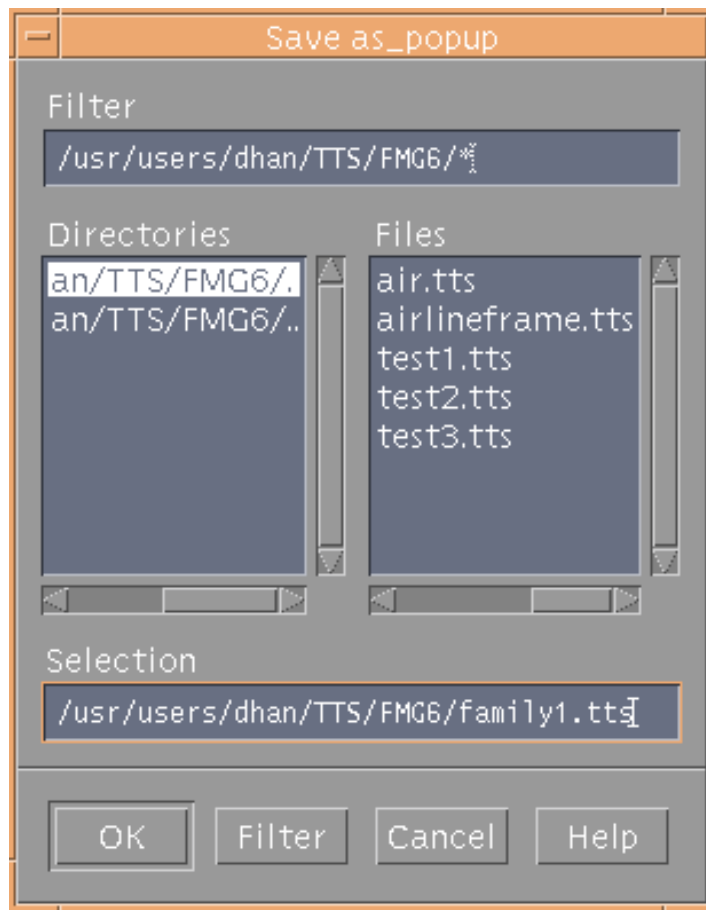 Save as_popup
Filter
/usr/users/dhan/TTS/FMG6/*
Directories
an/TTS/FMG6/.
an/TTS/FMG6/..
Files
air.tts
airlineframe.tts
test1.tts
test2.tts
test3.tts
Selection
/usr/users/dhan/TTS/FMG6/family1.tts
OK Filter Cancel Help